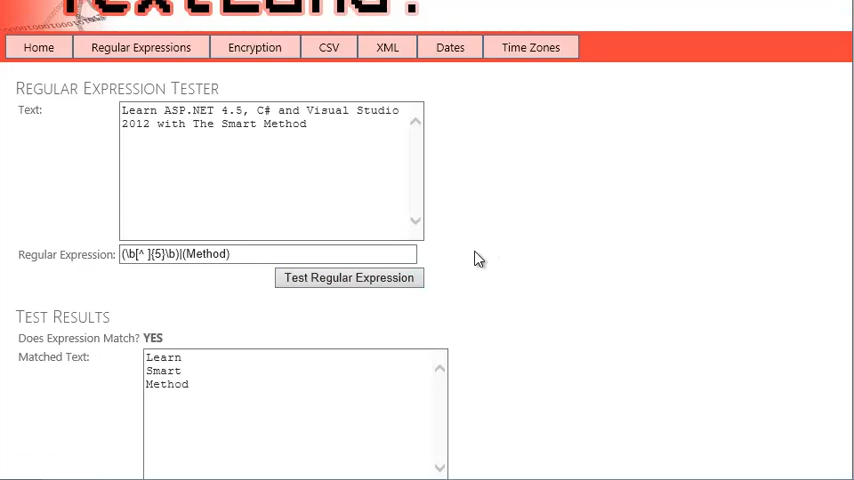 Home Regular Expressions Encryption CSV XML Dates Time Zones
REGULAR EXPRESSION TESTER
Text:
Learn ASP.NET 4.5, C# and Visual Studio
2012 with The Smart Method
Regular Expression: (\b[^ ]{5}\b)|(Method)
Test Regular Expression
TEST RESULTS
Does Expression Match? YES
Matched Text:
Learn
Smart
Method